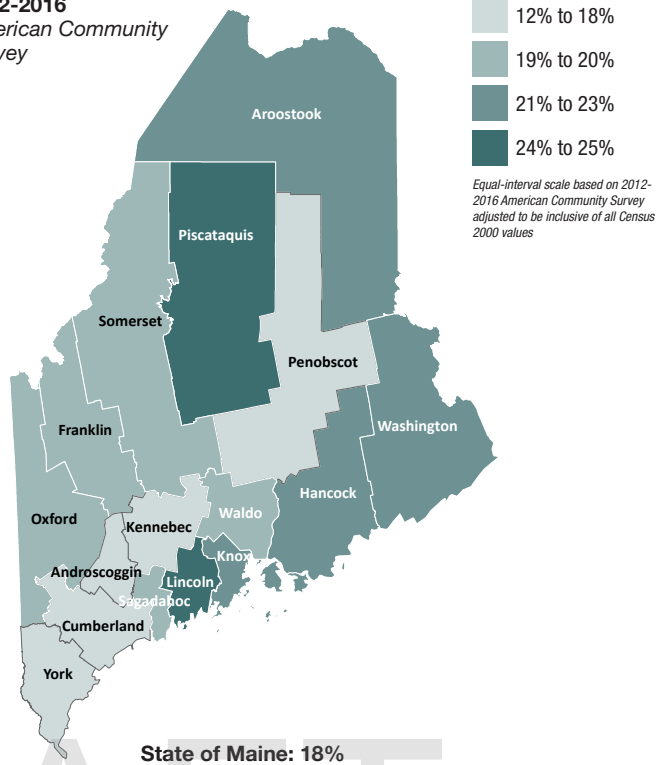 2-2016
erican Community
vey
12% to 18%
19% to 20%
21% to 23%
24% to 25%
Equal-interval scale based on 2012-
2016 American Community Survey
adjusted to be inclusive of all Census
2000 values
Aroostook
Piscataquis
Somerset
Penobscot
Washington
Franklin
Hancock
Oxford
Waldo
Kennebec
Knox
Androscoggin
Lincoln
Sagadahoc
Cumberland
York
State of Maine: 18%